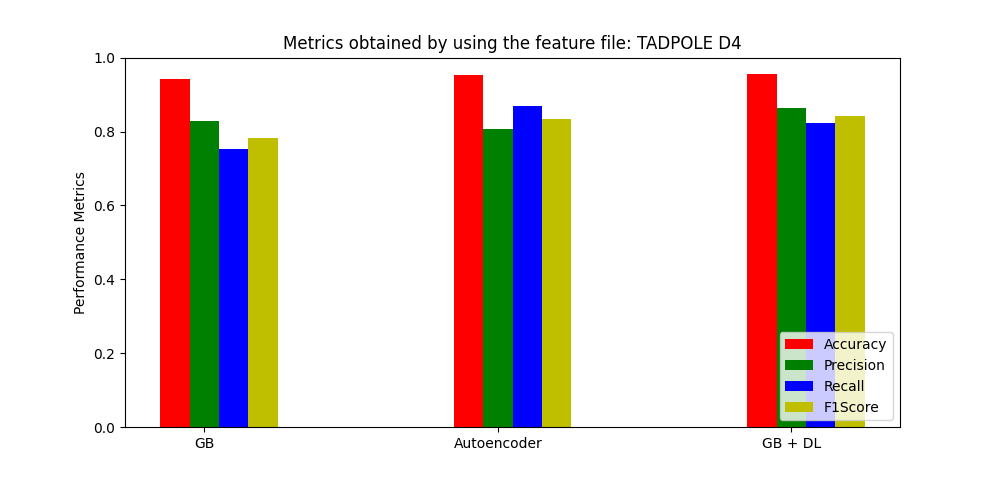 Metrics obtained by using the feature file: TADPOLE D4
1.0
0.8
0.6
0.4
0.2
0.0
Performance Metrics
GB
Autoencoder
GB + DL
Accuracy
Precision
Recall
F1Score